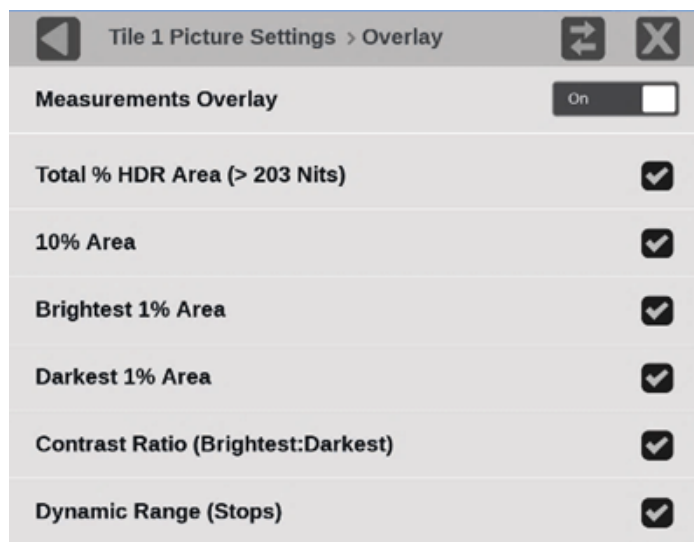 Tile 1 Picture Settings > Overlay
Measurements Overlay
On
Total % HDR Area (> 203 Nits)
10% Area
Brightest 1% Area
Darkest 1% Area
Contrast Ratio (Brightest:Darkest)
Dynamic Range (Stops)